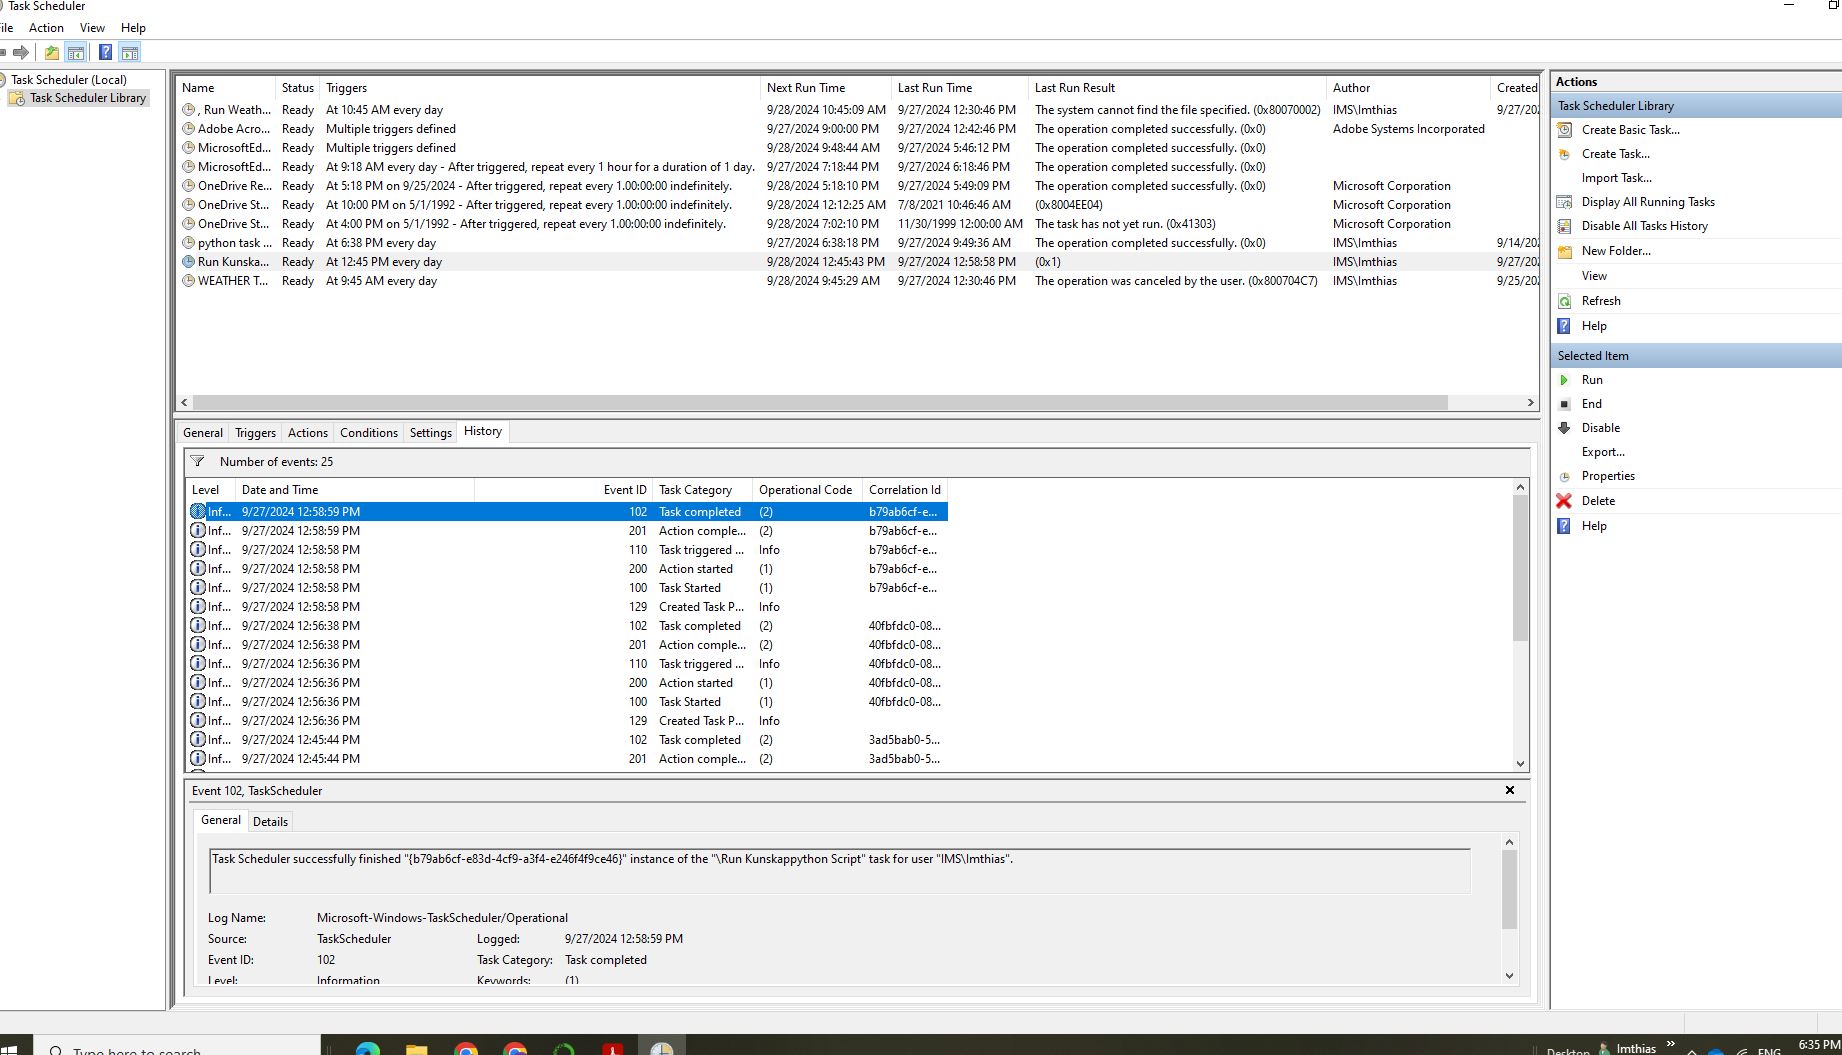 Task Scheduler
File Action View Help
Task Scheduler (Local)
Task Scheduler Library
Name Status Triggers Next Run Time Last Run Time Last Run Result Author Created
, Run Weath... Ready At 10:45 AM every day 9/28/2024 10:45:09 AM 9/27/2024 12:30:46 PM The system cannot find the file specified. (0x80070002) IMS\Imthias 9/27/202
Adobe Acro... Ready Multiple triggers defined 9/27/2024 9:00:00 PM 9/27/2024 12:42:46 PM The operation completed successfully. (0x0) Adobe Systems Incorporated
MicrosoftEd... Ready Multiple triggers defined 9/28/2024 9:48:44 AM 9/27/2024 5:46:12 PM The operation completed successfully. (0x0)
MicrosoftEd... Ready At 9:18 AM every day - After triggered, repeat every 1 hour for a duration of 1 day. 9/27/2024 7:18:44 PM 9/27/2024 6:18:46 PM The operation completed successfully. (0x0)
OneDrive Re... Ready At 5:18 PM on 9/25/2024 - After triggered, repeat every 1.00:00:00 indefinitely. 9/28/2024 5:18:10 PM 9/27/2024 5:49:09 PM The operation completed successfully. (0x0) Microsoft Corporation
OneDrive St... Ready At 10:00 PM on 5/1/1992 - After triggered, repeat every 1.00:00:00 indefinitely. 9/28/2024 12:12:25 AM 7/8/2021 10:46:46 AM (0x8004EE04) Microsoft Corporation
OneDrive St... Ready At 4:00 PM on 5/1/1992 - After triggered, repeat every 1.00:00:00 indefinitely. 9/28/2024 7:02:10 PM 11/30/1999 12:00:00 AM The task has not yet run. (0x41303) Microsoft Corporation
python task ... Ready At 6:38 PM every day 9/27/2024 6:38:18 PM 9/27/2024 9:49:36 AM The operation completed successfully. (0x0) IMS\Imthias 9/14/202
Run Kunska... Ready At 12:45 PM every day 9/28/2024 12:45:43 PM 9/27/2024 12:58:58 PM (0x1) IMS\Imthias 9/27/202
WEATHER T... Ready At 9:45 AM every day 9/28/2024 9:45:29 AM 9/27/2024 12:30:46 PM The operation was canceled by the user. (0x800704C7) IMS\Imthias 9/25/202
General Triggers Actions Conditions Settings History
Number of events: 25
Level Date and Time Event ID Task Category Operational Code Correlation Id
Inf... 9/27/2024 12:58:59 PM 102 Task completed (2) b79ab6cf-e...
Inf... 9/27/2024 12:58:59 PM 201 Action comple... (2) b79ab6cf-e...
Inf... 9/27/2024 12:58:58 PM 110 Task triggered ... Info b79ab6cf-e...
Inf... 9/27/2024 12:58:58 PM 200 Action started (1) b79ab6cf-e...
Inf... 9/27/2024 12:58:58 PM 100 Task Started (1) b79ab6cf-e...
Inf... 9/27/2024 12:58:58 PM 129 Created Task P... Info
Inf... 9/27/2024 12:56:38 PM 102 Task completed (2) 40fbfdc0-08...
Inf... 9/27/2024 12:56:38 PM 201 Action comple... (2) 40fbfdc0-08...
Inf... 9/27/2024 12:56:36 PM 110 Task triggered ... Info 40fbfdc0-08...
Inf... 9/27/2024 12:56:36 PM 200 Action started (1) 40fbfdc0-08...
Inf... 9/27/2024 12:56:36 PM 100 Task Started (1) 40fbfdc0-08...
Inf... 9/27/2024 12:56:36 PM 129 Created Task P... Info
Inf... 9/27/2024 12:45:44 PM 102 Task completed (2) 3ad5bab0-5...
Inf... 9/27/2024 12:45:44 PM 201 Action comple... (2) 3ad5bab0-5...
Event 102, TaskScheduler
General Details
Task Scheduler successfully finished "{b79ab6cf-e83d-4cf9-a3f4-e246f4f9ce46}" instance of the "\Run Kunskappython Script" task for user "IMS\Imthias".
Log Name: Microsoft-Windows-TaskScheduler/Operational
Source: TaskScheduler Logged: 9/27/2024 12:58:59 PM
Event ID: 102 Task Category: Task completed
Level: Information Keywords: (1)
Actions
Task Scheduler Library
Create Basic Task...
Create Task...
Import Task...
Display All Running Tasks
Disable All Tasks History
New Folder...
View
Refresh
Help
Selected Item
Run
End
Disable
Export...
Properties
Delete
Help
Type here to search
Desktop Imthias » ENG 6:35 PM